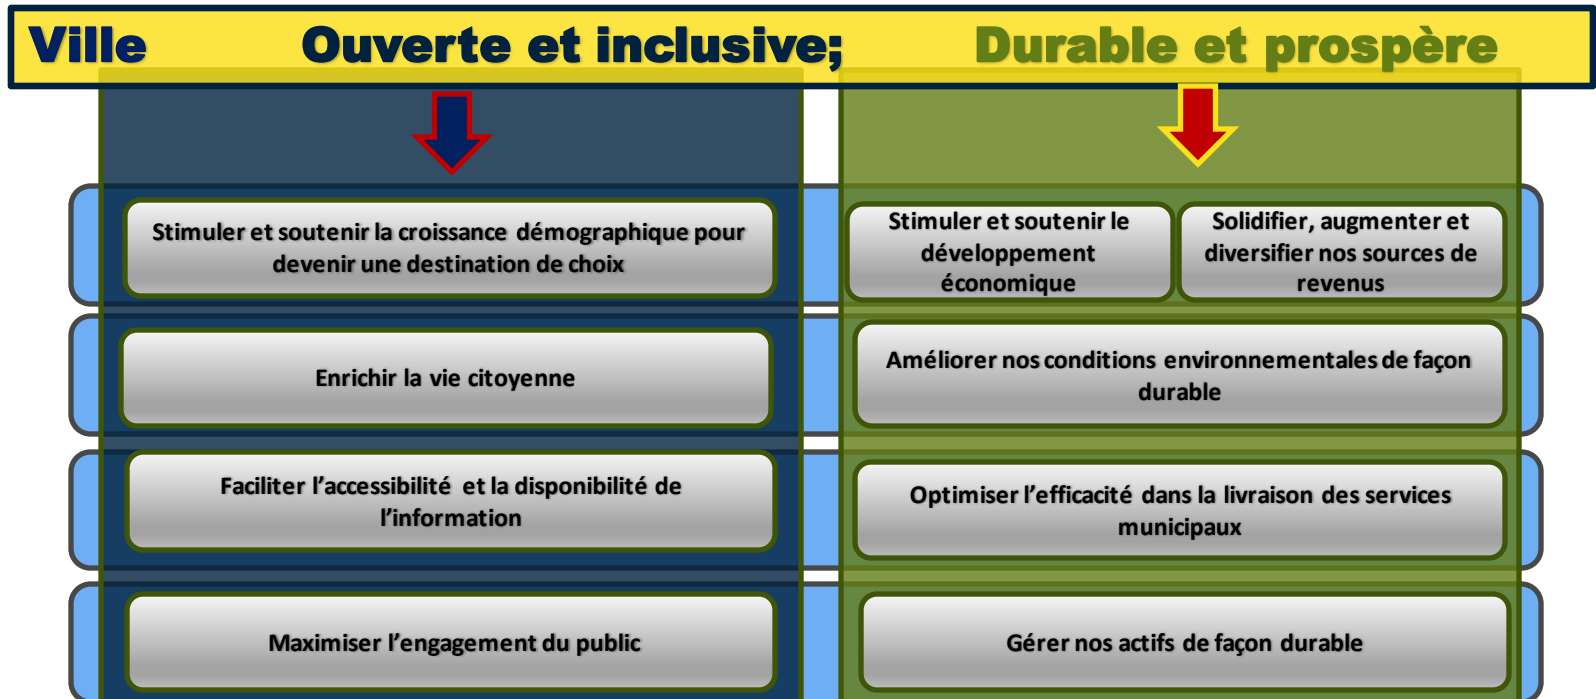 Ville Ouverte et inclusive; Durable et prospère
Stimuler et soutenir la croissance démographique pour
devenir une destination de choix
Stimuler et soutenir le
développement
économique
Solidifier, augmenter et
diversifier nos sources de
revenus
Enrichir la vie citoyenne
Améliorer nos conditions environnementales de façon
durable
Faciliter l’accessibilité et la disponibilité de
l’information
Optimiser l’efficacité dans la livraison des services
municipaux
Maximiser l’engagement du public
Gérer nos actifs de façon durable